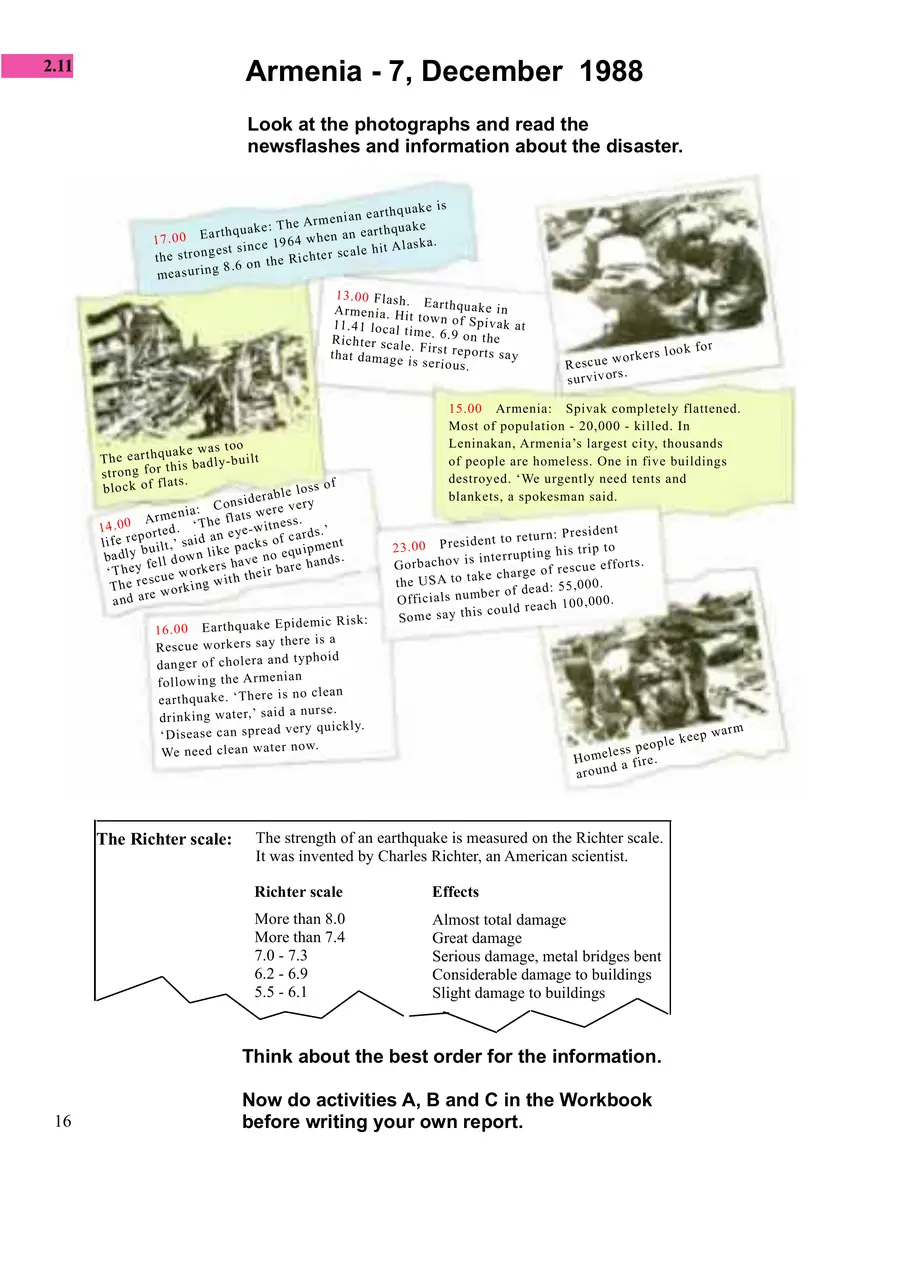 2.11
Armenia - 7, December 1988
Look at the photographs and read the
newsflashes and information about the disaster.
17.00 Earthquake: The Armenian earthquake is
the strongest since 1964 when an earthquake
measuring 8.6 on the Richter scale hit Alaska.
13.00 Flash. Earthquake in
Armenia. Hit town of Spivak at
11.41 local time. 6.9 on the
Richter scale. First reports say
that damage is serious.
Rescue workers look for
survivors.
The earthquake was too
strong for this badly-built
block of flats.
15.00 Armenia: Spivak completely flattened.
Most of population - 20,000 - killed. In
Leninakan, Armenia’s largest city, thousands
of people are homeless. One in five buildings
destroyed. ‘We urgently need tents and
blankets, a spokesman said.
14.00 Armenia: Considerable loss of
life reported. ‘The flats were very
badly built,’ said an eye-witness.
‘They fell down like packs of cards.’
The rescue workers have no equipment
and are working with their bare hands.
23.00 President to return: President
Gorbachov is interrupting his trip to
the USA to take charge of rescue efforts.
Officials number of dead: 55,000.
Some say this could reach 100,000.
16.00 Earthquake Epidemic Risk:
Rescue workers say there is a
danger of cholera and typhoid
following the Armenian
earthquake. ‘There is no clean
drinking water,’ said a nurse.
‘Disease can spread very quickly.
We need clean water now.
Homeless people keep warm
around a fire.
The Richter scale: The strength of an earthquake is measured on the Richter scale.
It was invented by Charles Richter, an American scientist.
Richter scale Effects
More than 8.0 Almost total damage
More than 7.4 Great damage
7.0 - 7.3 Serious damage, metal bridges bent
6.2 - 6.9 Considerable damage to buildings
5.5 - 6.1 Slight damage to buildings
Think about the best order for the information.
Now do activities A, B and C in the Workbook
before writing your own report.
16